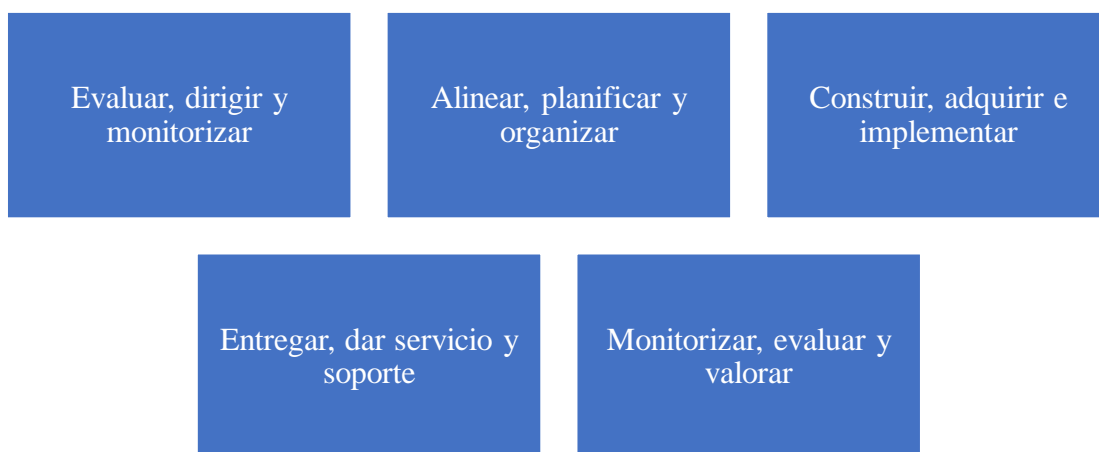 Evaluar, dirigir y
monitorizar
Alinear, planificar y
organizar
Construir, adquirir e
implementar
Entregar, dar servicio y
soporte
Monitorizar, evaluar y
valorar